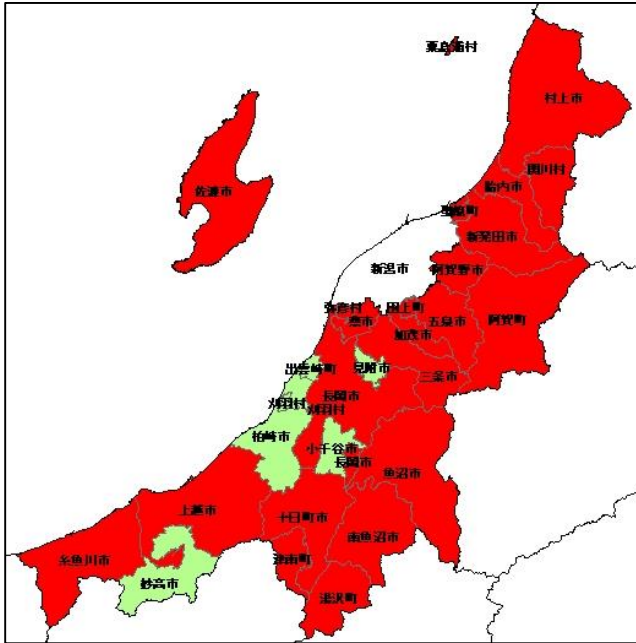 粟島浦村
村上市
関川村
胎内市
佐渡市
聖籠町
新発田市
新潟市
阿賀野市
弥彦村
田上町
燕市
五泉市
阿賀町
加茂市
出雲崎町
見附市
三条市
長岡市
刈羽村
刈羽村
柏崎市
小千谷市
長岡市
魚沼市
上越市
十日町市
南魚沼市
糸魚川市
津南町
妙高市
湯沢町